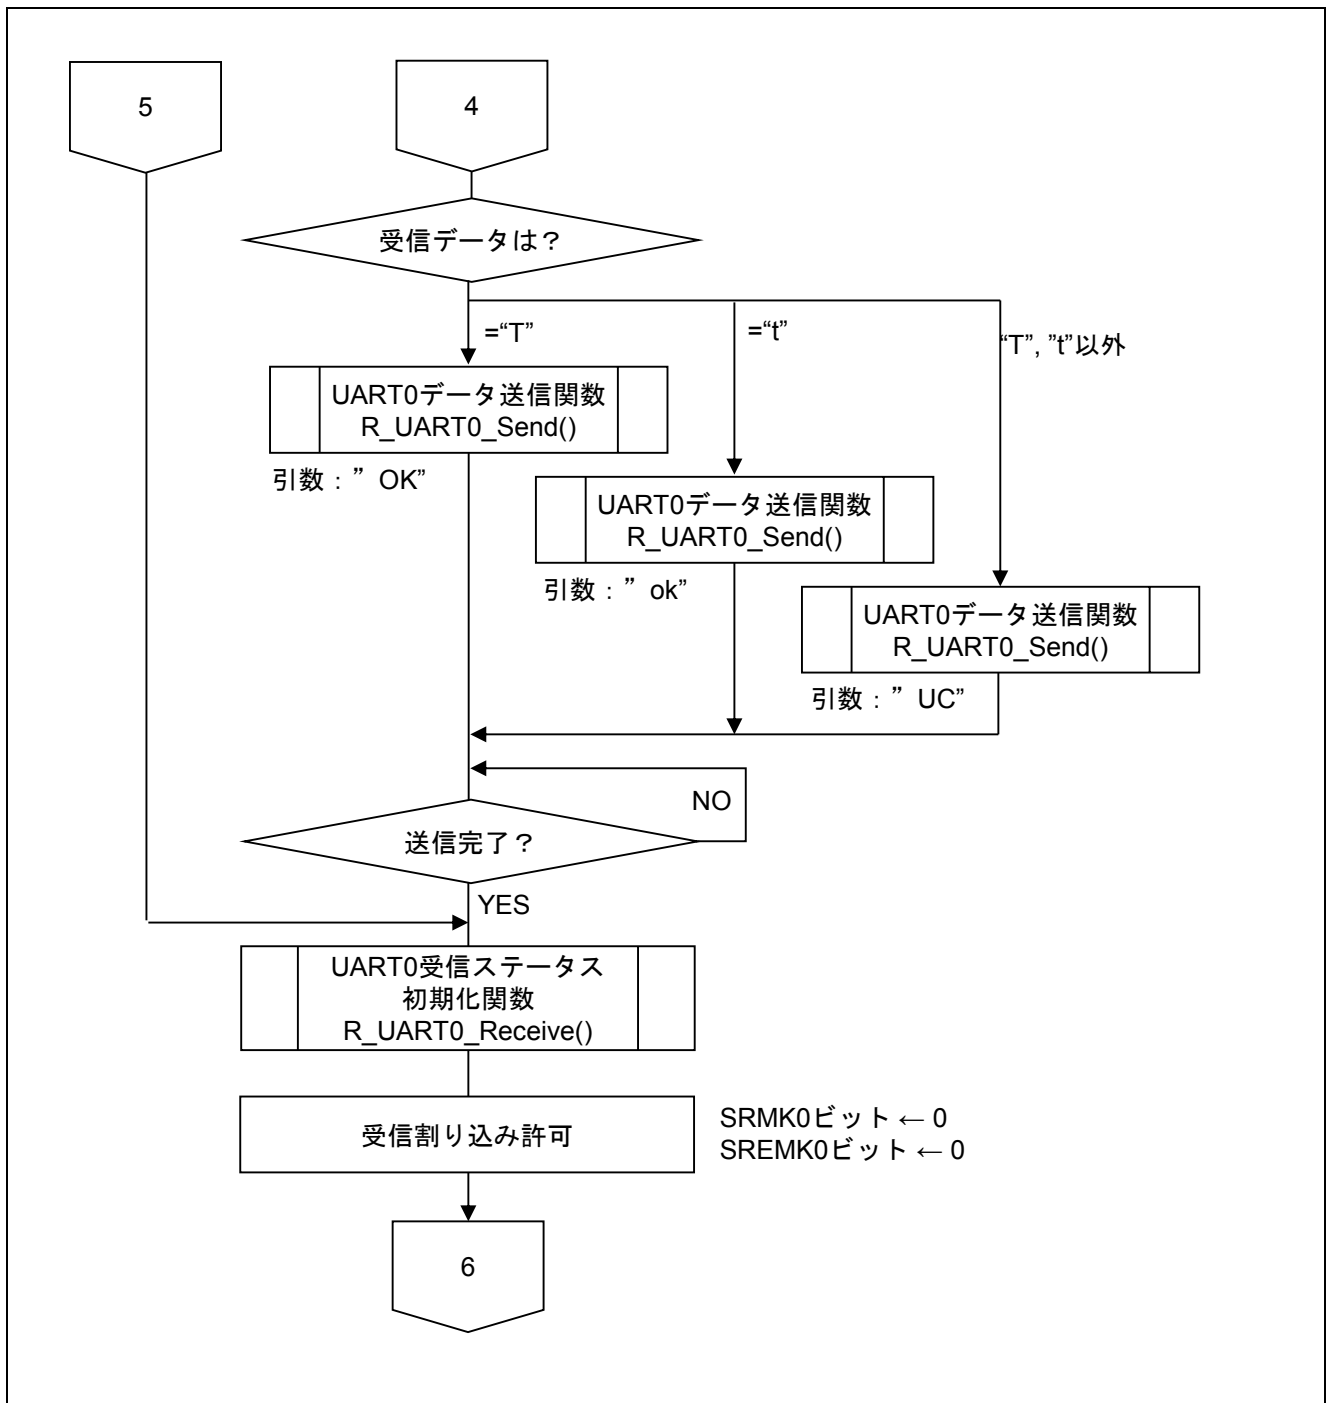 5
4
受信データは？
=“T”
=“t”
“T”, ”t”以外
UART0データ送信関数
R_UART0_Send()
引数：”OK”
UART0データ送信関数
R_UART0_Send()
引数：”ok”
UART0データ送信関数
R_UART0_Send()
引数：”UC”
NO
送信完了？
YES
UART0受信ステータス
初期化関数
R_UART0_Receive()
受信割り込み許可
SRMK0ビット ← 0
SREMK0ビット ← 0
6